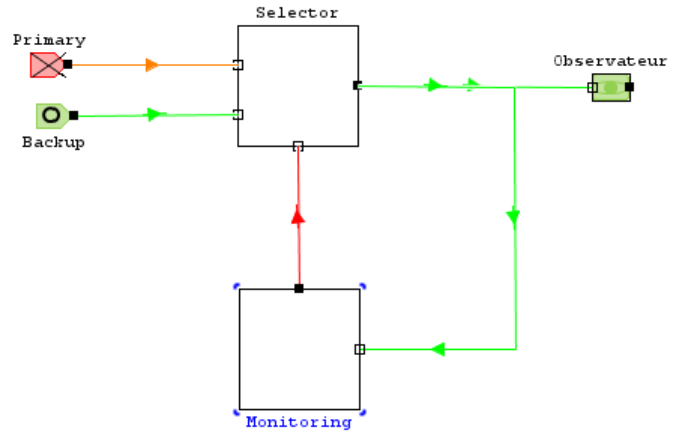 Selector
Primary
Observateur
Backup
Monitoring